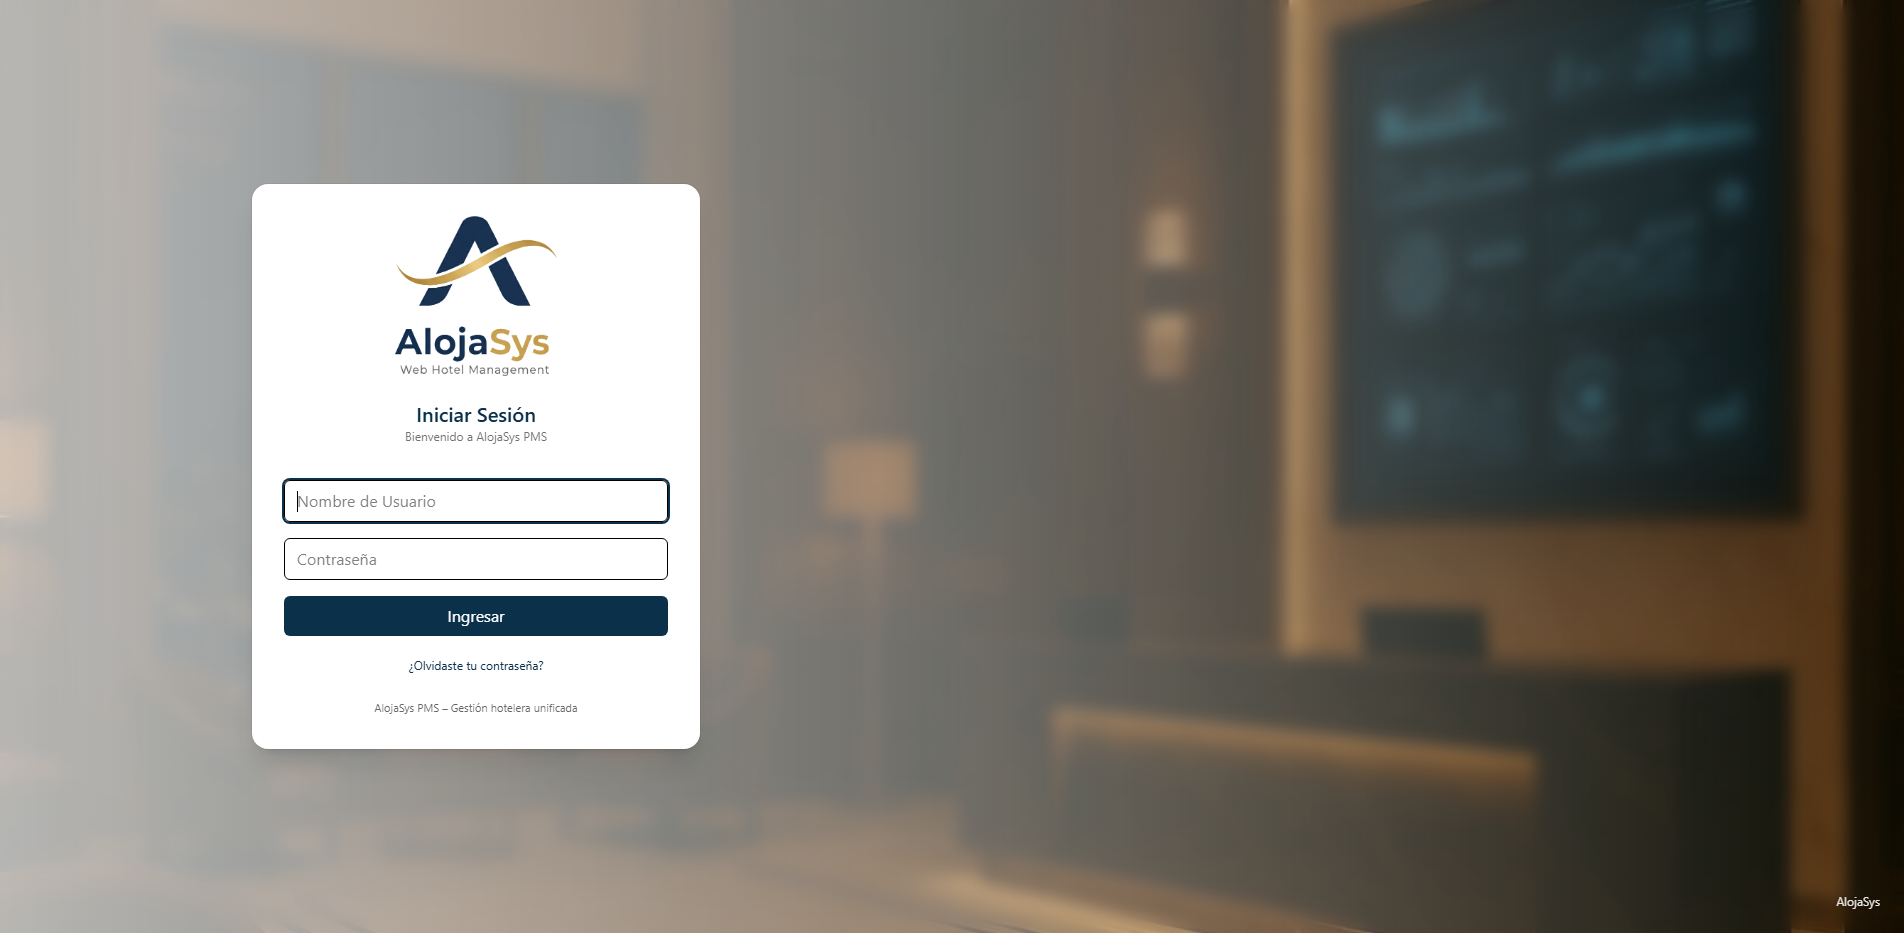 AlojaSys
Web Hotel Management
Iniciar Sesión
Bienvenido a AlojaSys PMS
Nombre de Usuario
Contraseña
Ingresar
¿Olvidaste tu contraseña?
AlojaSys PMS – Gestión hotelera unificada
AlojaSys